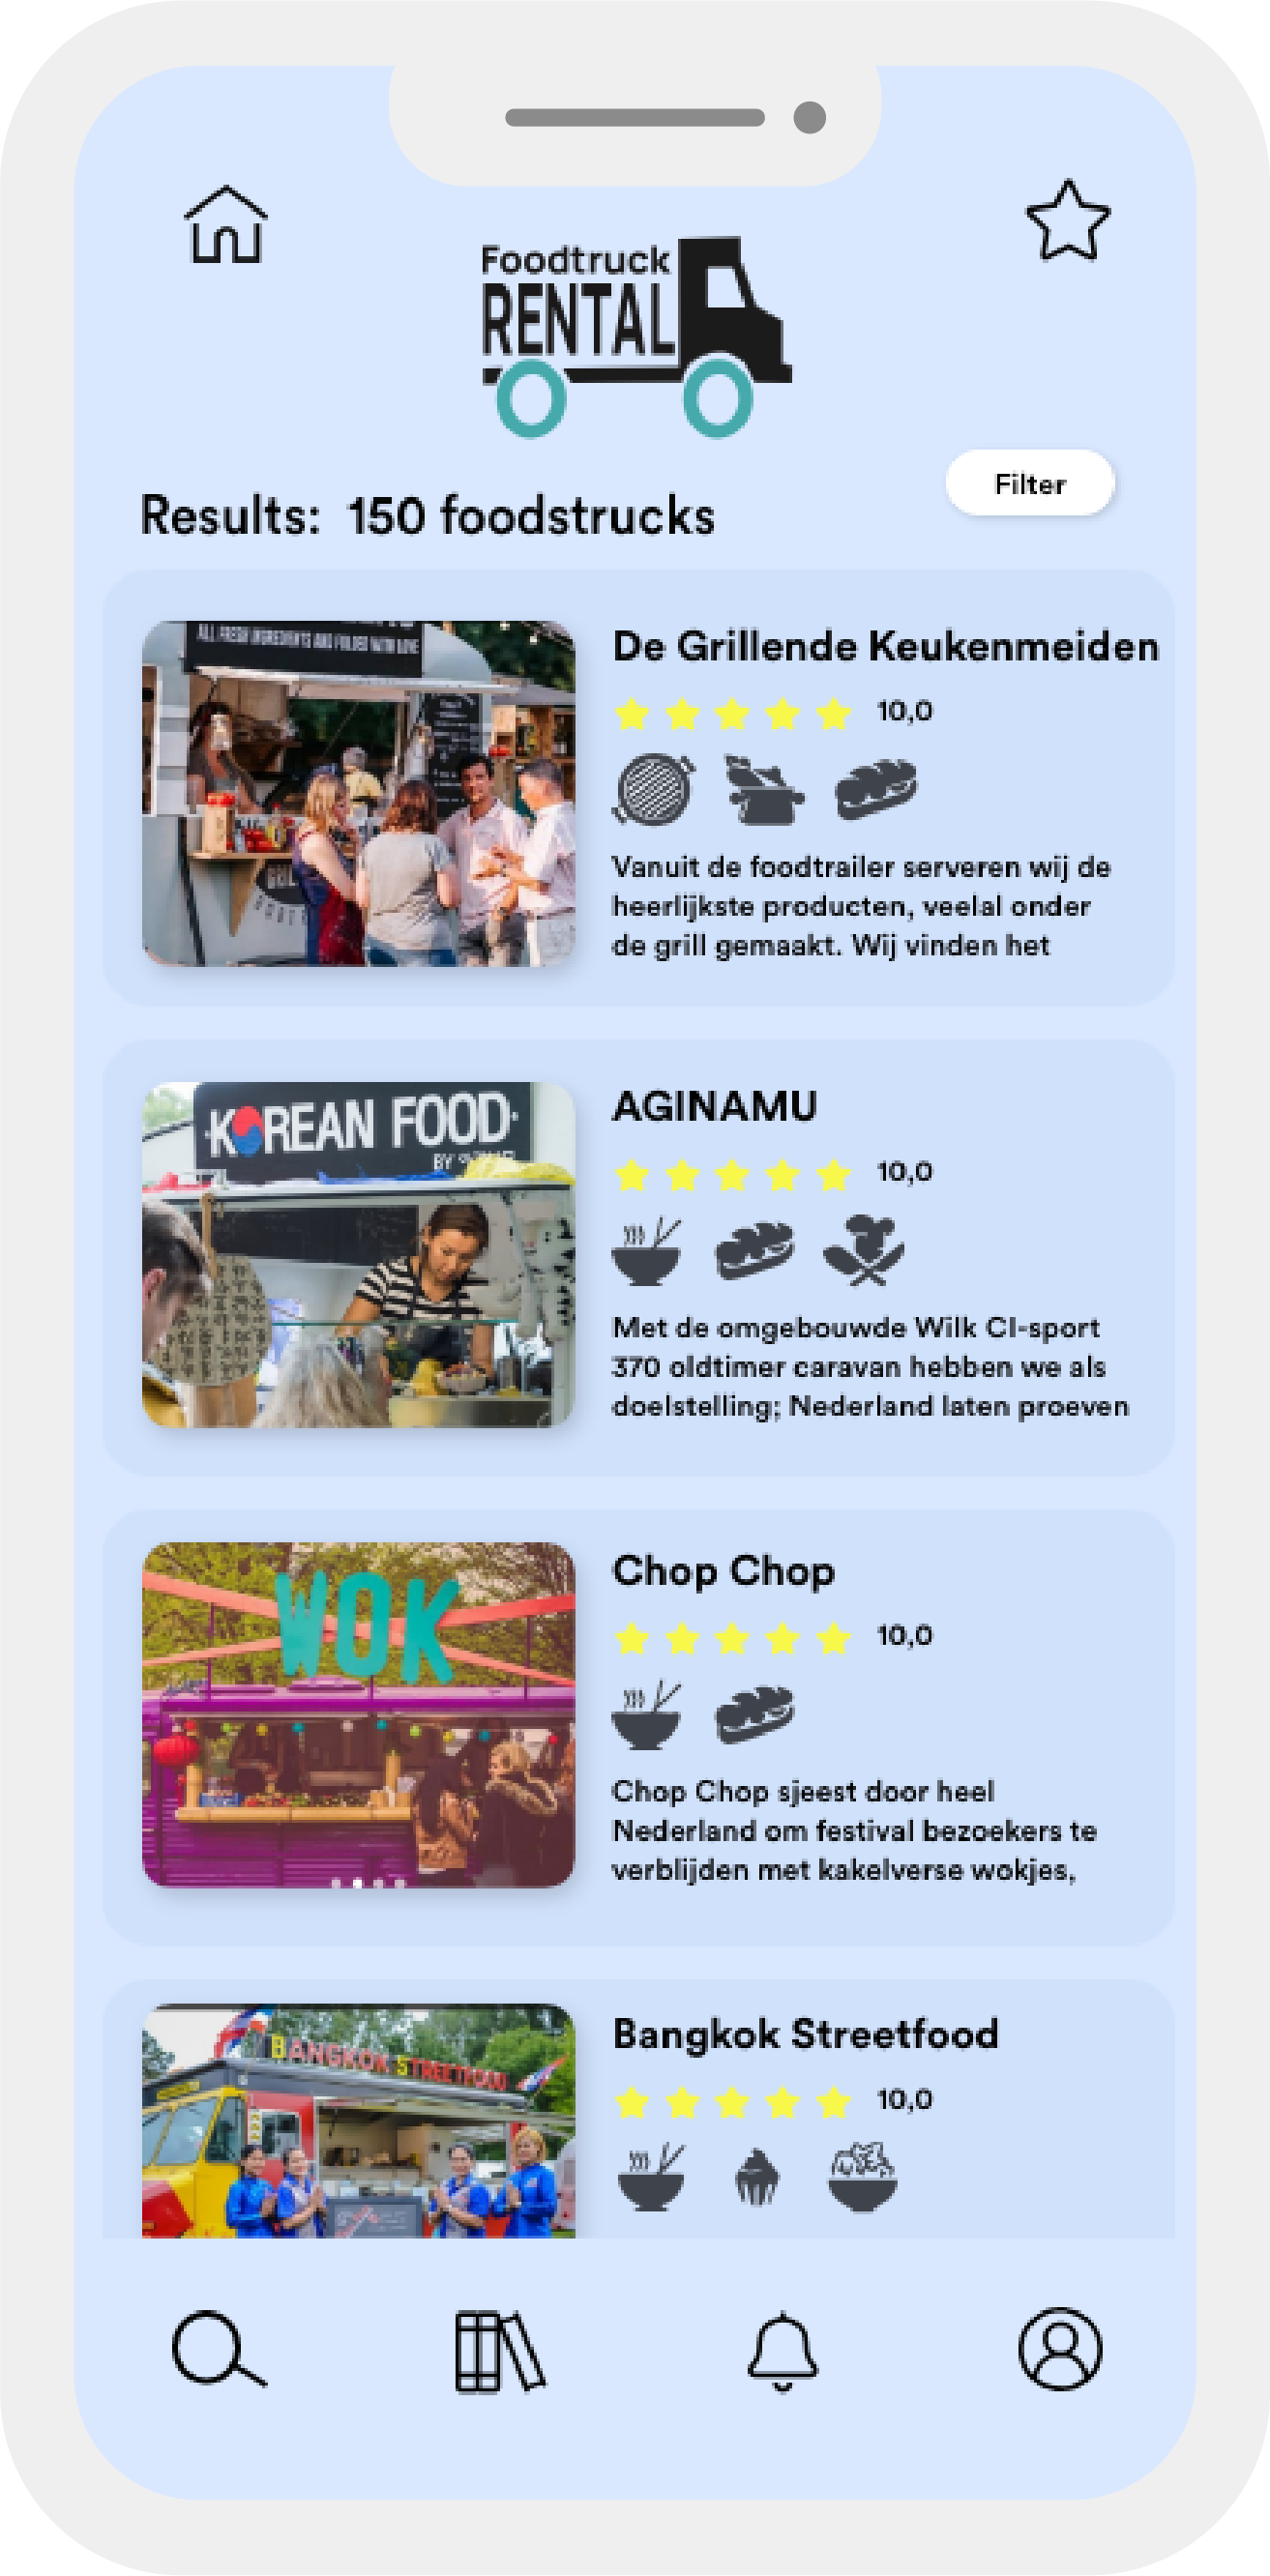 Foodtruck
RENTAL
Filter
Results: 150 foodstrucks
ALL FRESH INGREDIENTS AND FOLDED WITH LOVE
De Grillende Keukenmeiden
10,0
Vanuit de foodtrailer serveren wij de
heerlijkste producten, veelal onder
de grill gemaakt. Wij vinden het
KOREAN FOOD
BY
AGINAMU
10,0
Met de omgebouwde Wilk CI-sport
370 oldtimer caravan hebben we als
doelstelling; Nederland laten proeven
WOK
Chop Chop
10,0
Chop Chop sjeest door heel
Nederland om festival bezoekers te
verblijden met kakelverse wokjes,
BANGKOK STREETFOOD
Bangkok Streetfood
10,0